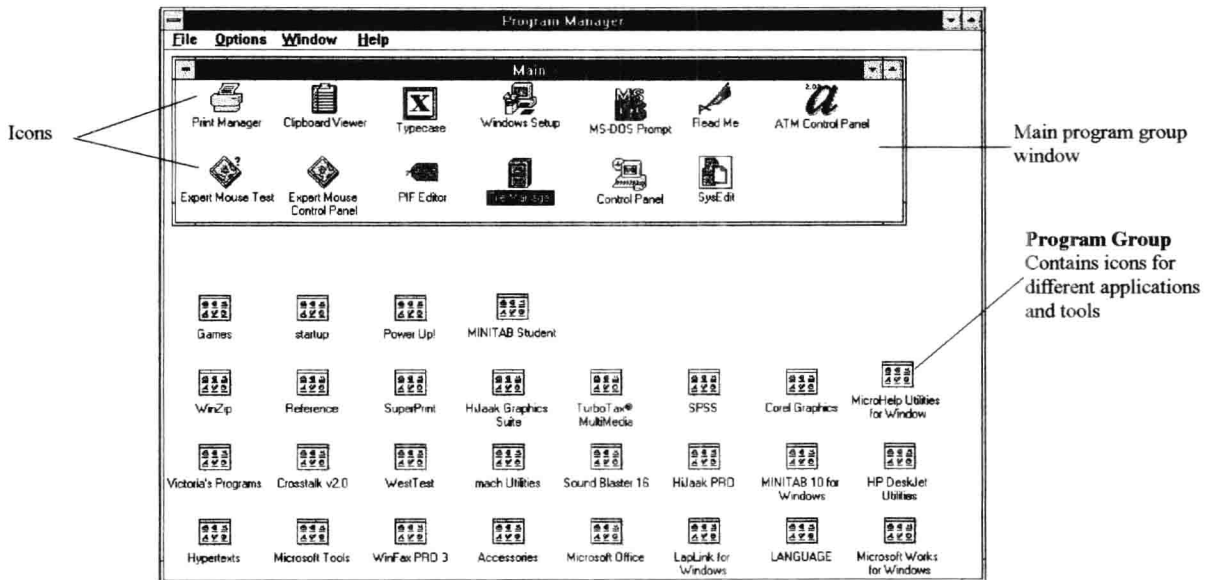 Program Manager
File Options Window Help
Main
Print Manager
Clipboard Viewer
Typecase
Windows Setup
MS-DOS Prompt
Read Me
2.03
ATM Control Panel
Expert Mouse Test
Expert Mouse
Control Panel
PIF Editor
File Manager
Control Panel
SysEdit
Icons
Main program group
window
Program Group
Contains icons for
different applications
and tools
Games
startup
Power Up!
MINITAB Student
WinZip
Reference
SuperPrint
HiJaak Graphics
Suite
TurboTax®
MultiMedia
SPSS
Corel Graphics
MicroHelp Utilities
for Window
Victoria's Programs
Crosstalk v2.0
WestTest
mach Utilities
Sound Blaster 16
HiJaak PRO
MINITAB 10 for
Windows
HP DeskJet
Utilities
Hypertexts
Microsoft Tools
WinFax PRO 3
Accessories
Microsoft Office
LapLink for
Windows
LANGUAGE
Microsoft Works
for Windows